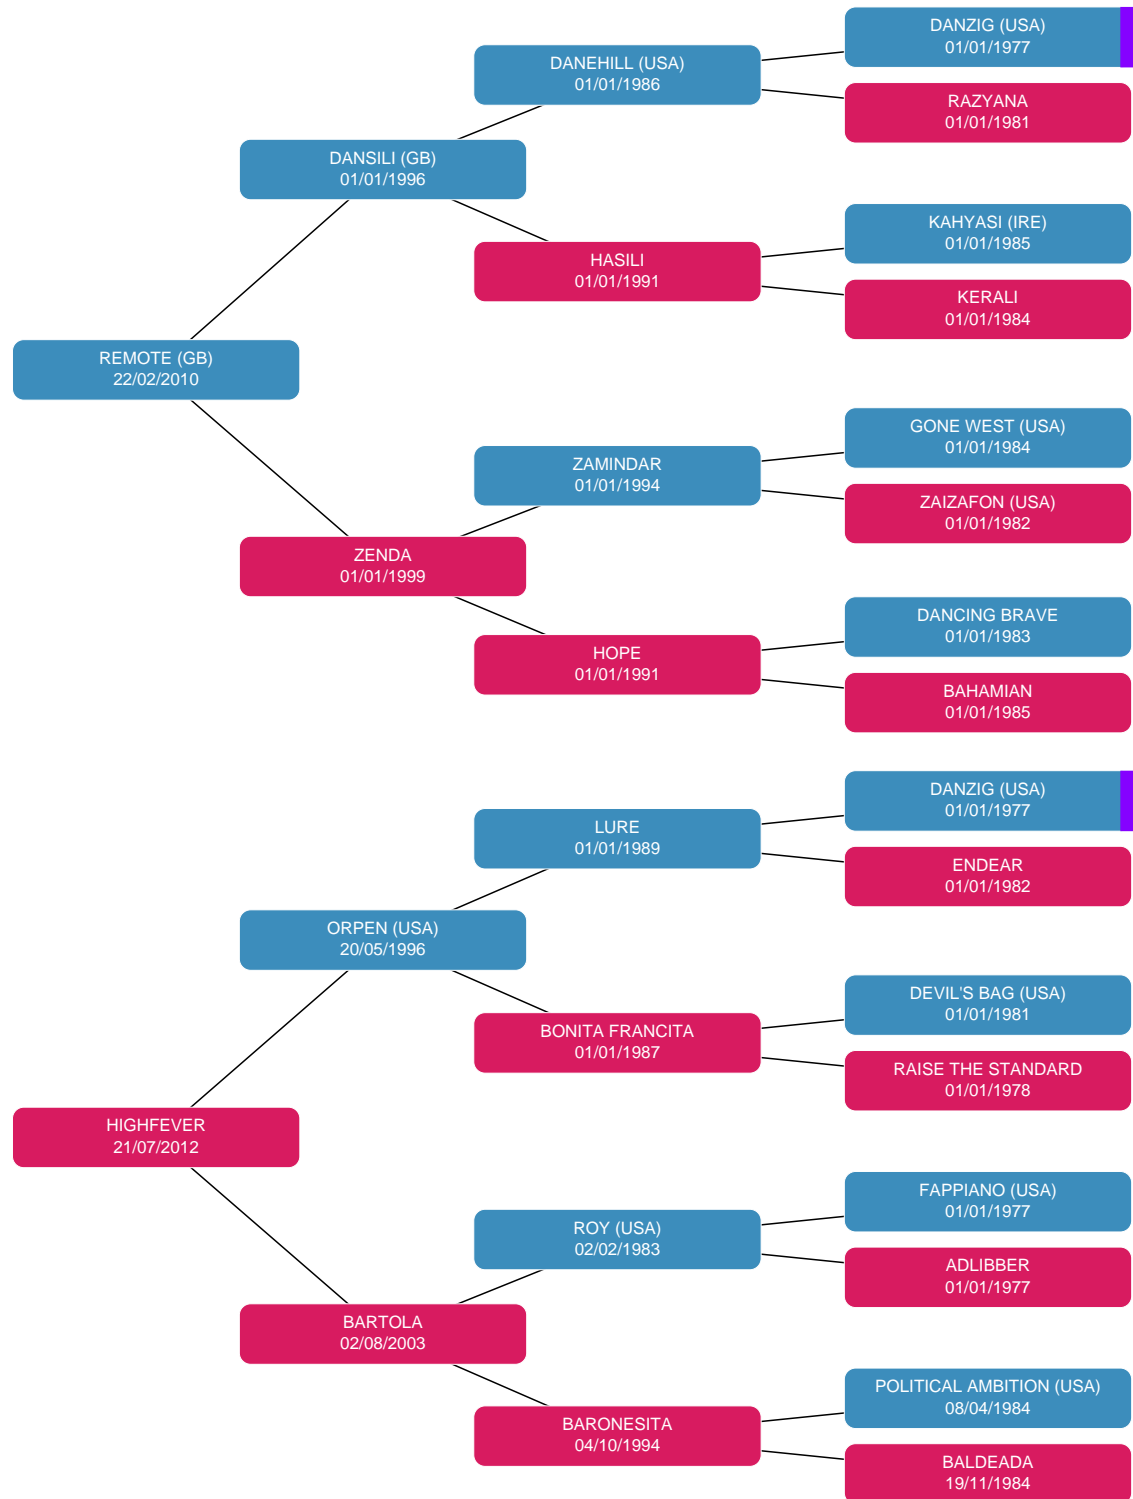 DANZIG (USA)
01/01/1977
DANEHILL (USA)
01/01/1986
RAZYANA
01/01/1981
DANSILI (GB)
01/01/1996
KAHYASI (IRE)
01/01/1985
HASILI
01/01/1991
KERALI
01/01/1984
REMOTE (GB)
22/02/2010
GONE WEST (USA)
01/01/1984
ZAMINDAR
01/01/1994
ZAIZAFON (USA)
01/01/1982
ZENDA
01/01/1999
DANCING BRAVE
01/01/1983
HOPE
01/01/1991
BAHAMIAN
01/01/1985
DANZIG (USA)
01/01/1977
LURE
01/01/1989
ENDEAR
01/01/1982
ORPEN (USA)
20/05/1996
DEVIL'S BAG (USA)
01/01/1981
BONITA FRANCITA
01/01/1987
RAISE THE STANDARD
01/01/1978
HIGHFEVER
21/07/2012
FAPPIANO (USA)
01/01/1977
ROY (USA)
02/02/1983
ADLIBBER
01/01/1977
BARTOLA
02/08/2003
POLITICAL AMBITION (USA)
08/04/1984
BARONESITA
04/10/1994
BALDEADA
19/11/1984